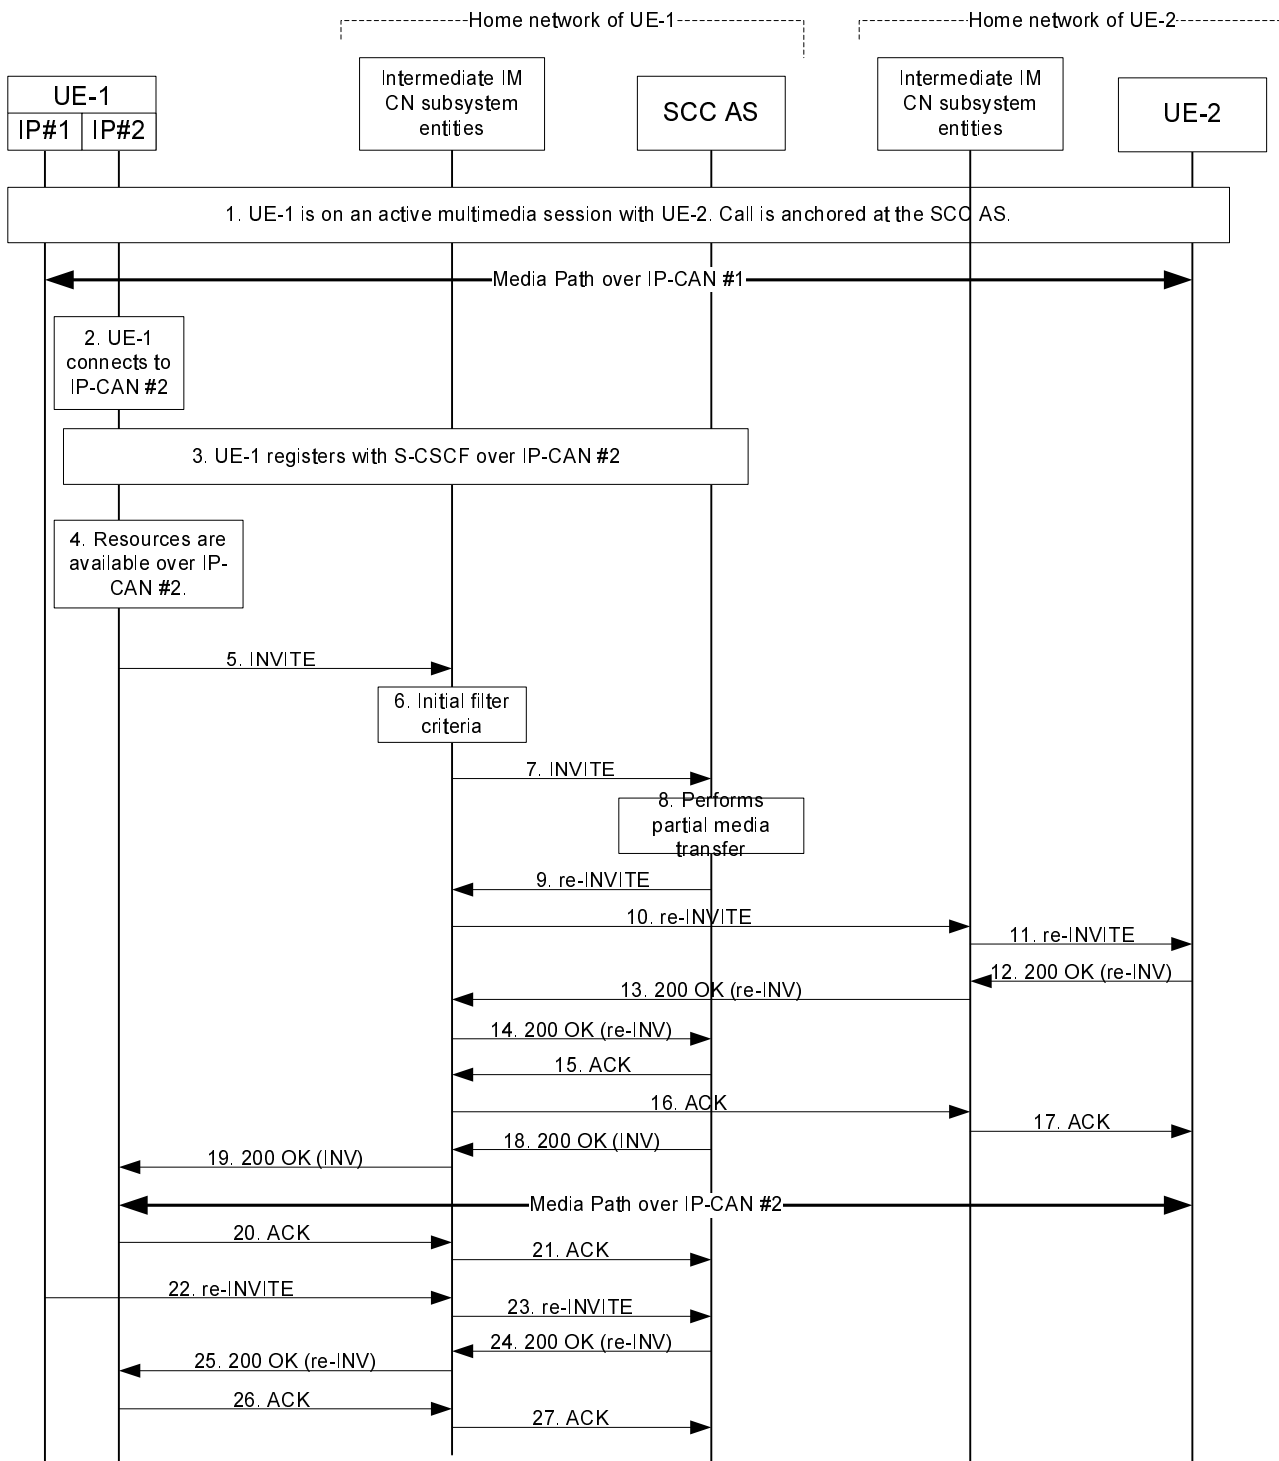 Home network of UE-1
Home network of UE-2
UE-1
IP#1
IP#2
Intermediate IM
CN subsystem
entities
SCC AS
Intermediate IM
CN subsystem
entities
UE-2
1. UE-1 is on an active multimedia session with UE-2. Call is anchored at the SCC AS.
Media Path over IP-CAN #1
2. UE-1
connects to
IP-CAN #2
3. UE-1 registers with S-CSCF over IP-CAN #2
4. Resources are
available over IP-
CAN #2.
5. INVITE
6. Initial filter
criteria
7. INVITE
8. Performs
partial media
transfer
9. re-INVITE
10. re-INVITE
11. re-INVITE
12. 200 OK (re-INV)
13. 200 OK (re-INV)
14. 200 OK (re-INV)
15. ACK
16. ACK
17. ACK
18. 200 OK (INV)
19. 200 OK (INV)
Media Path over IP-CAN #2
20. ACK
21. ACK
22. re-INVITE
23. re-INVITE
24. 200 OK (re-INV)
25. 200 OK (re-INV)
26. ACK
27. ACK